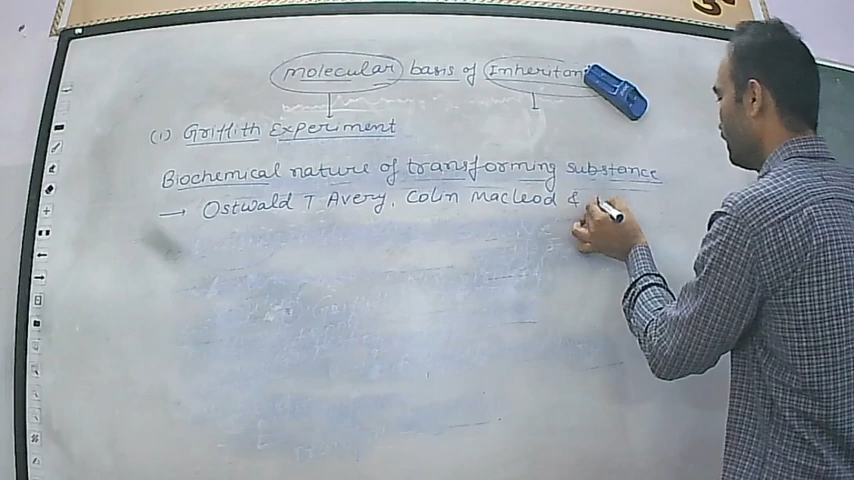 molecular basis of Inheritan
(1) Griffith Experiment
Biochemical nature of transforming substance
→ Ostwald T Avery, Colin Macleod &